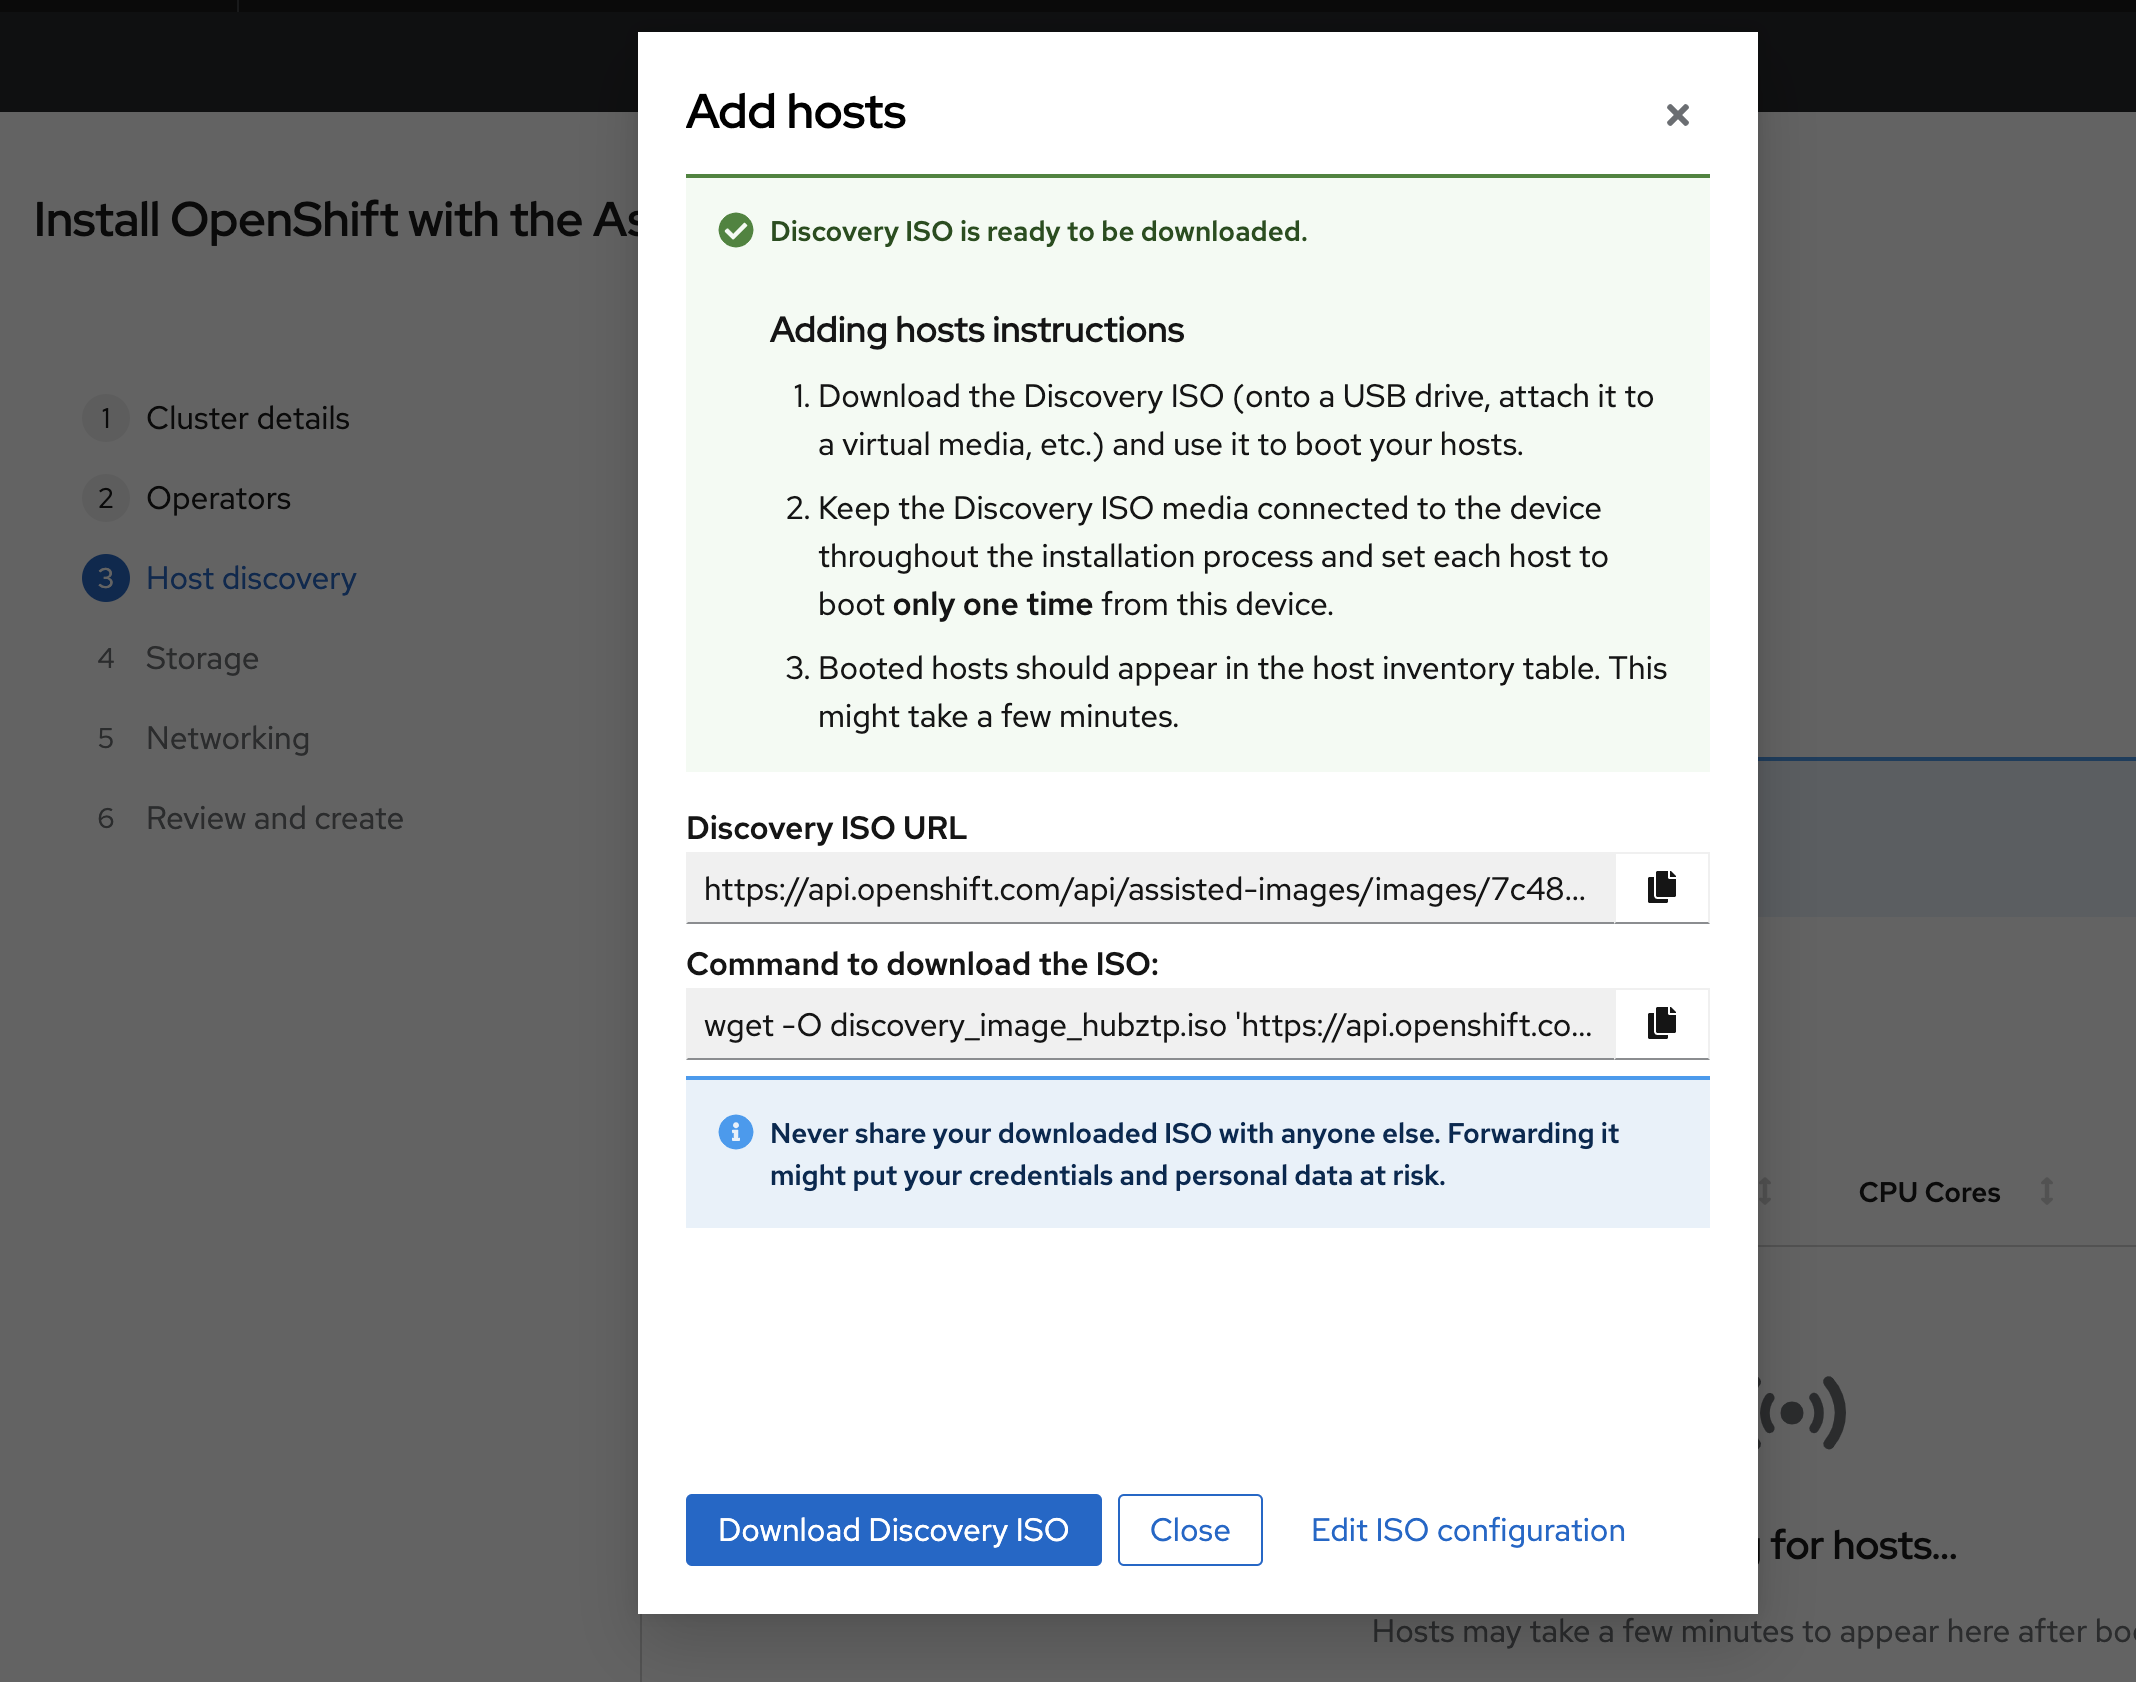 Add hosts
Install OpenShift with the As
Discovery ISO is ready to be downloaded.
Adding hosts instructions
1. Download the Discovery ISO (onto a USB drive, attach it to
a virtual media, etc.) and use it to boot your hosts.
2. Keep the Discovery ISO media connected to the device
throughout the installation process and set each host to
boot only one time from this device.
3. Booted hosts should appear in the host inventory table. This
might take a few minutes.
1 Cluster details
2 Operators
3 Host discovery
4 Storage
5 Networking
6 Review and create
Discovery ISO URL
https://api.openshift.com/api/assisted-images/images/7c48...
Command to download the ISO:
wget -O discovery_image_hubztp.iso 'https://api.openshift.co...
Never share your downloaded ISO with anyone else. Forwarding it
might put your credentials and personal data at risk.
CPU Cores
Download Discovery ISO
Close
Edit ISO configuration
for hosts...
Hosts may take a few minutes to appear here after boo